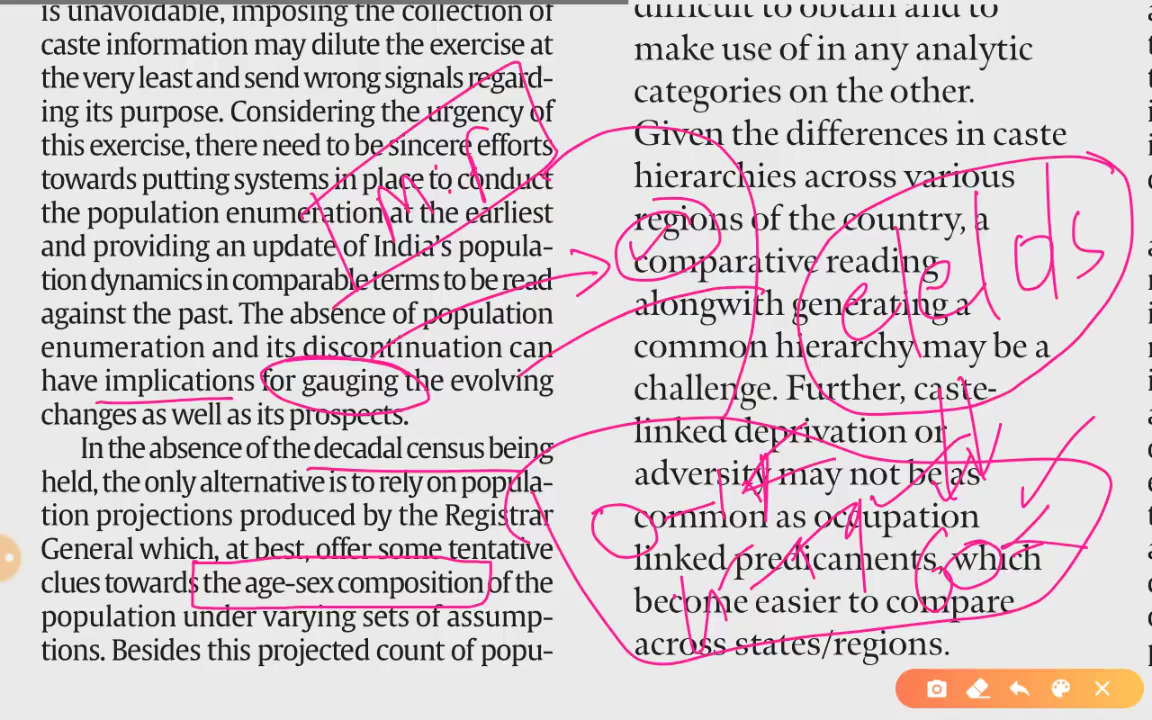 is unavoidable, imposing the collection of
caste information may dilute the exercise at
the very least and send wrong signals regard-
ing its purpose. Considering the urgency of
this exercise, there need to be sincere efforts
towards putting systems in place to conduct
the population enumeration at the earliest
and providing an update of India's popula-
tion dynamics in comparable terms to be read
against the past. The absence of population
enumeration and its discontinuation can
have implications for gauging the evolving
changes as well as its prospects.
In the absence of the decadal census being
held, the only alternative is to rely on popula-
tion projections produced by the Registrar
General which, at best, offer some tentative
clues towards the age-sex composition of the
population under varying sets of assump-
tions. Besides this projected count of popu-
difficult to obtain and to
make use of in any analytic
categories on the other.
Given the differences in caste
hierarchies across various
regions of the country, a
comparative reading
alongwith generating a
common hierarchy may be a
challenge. Further, caste-
linked deprivation or
adversity may not be as
common as occupation
linked predicaments, which
become easier to compare
across states/regions.